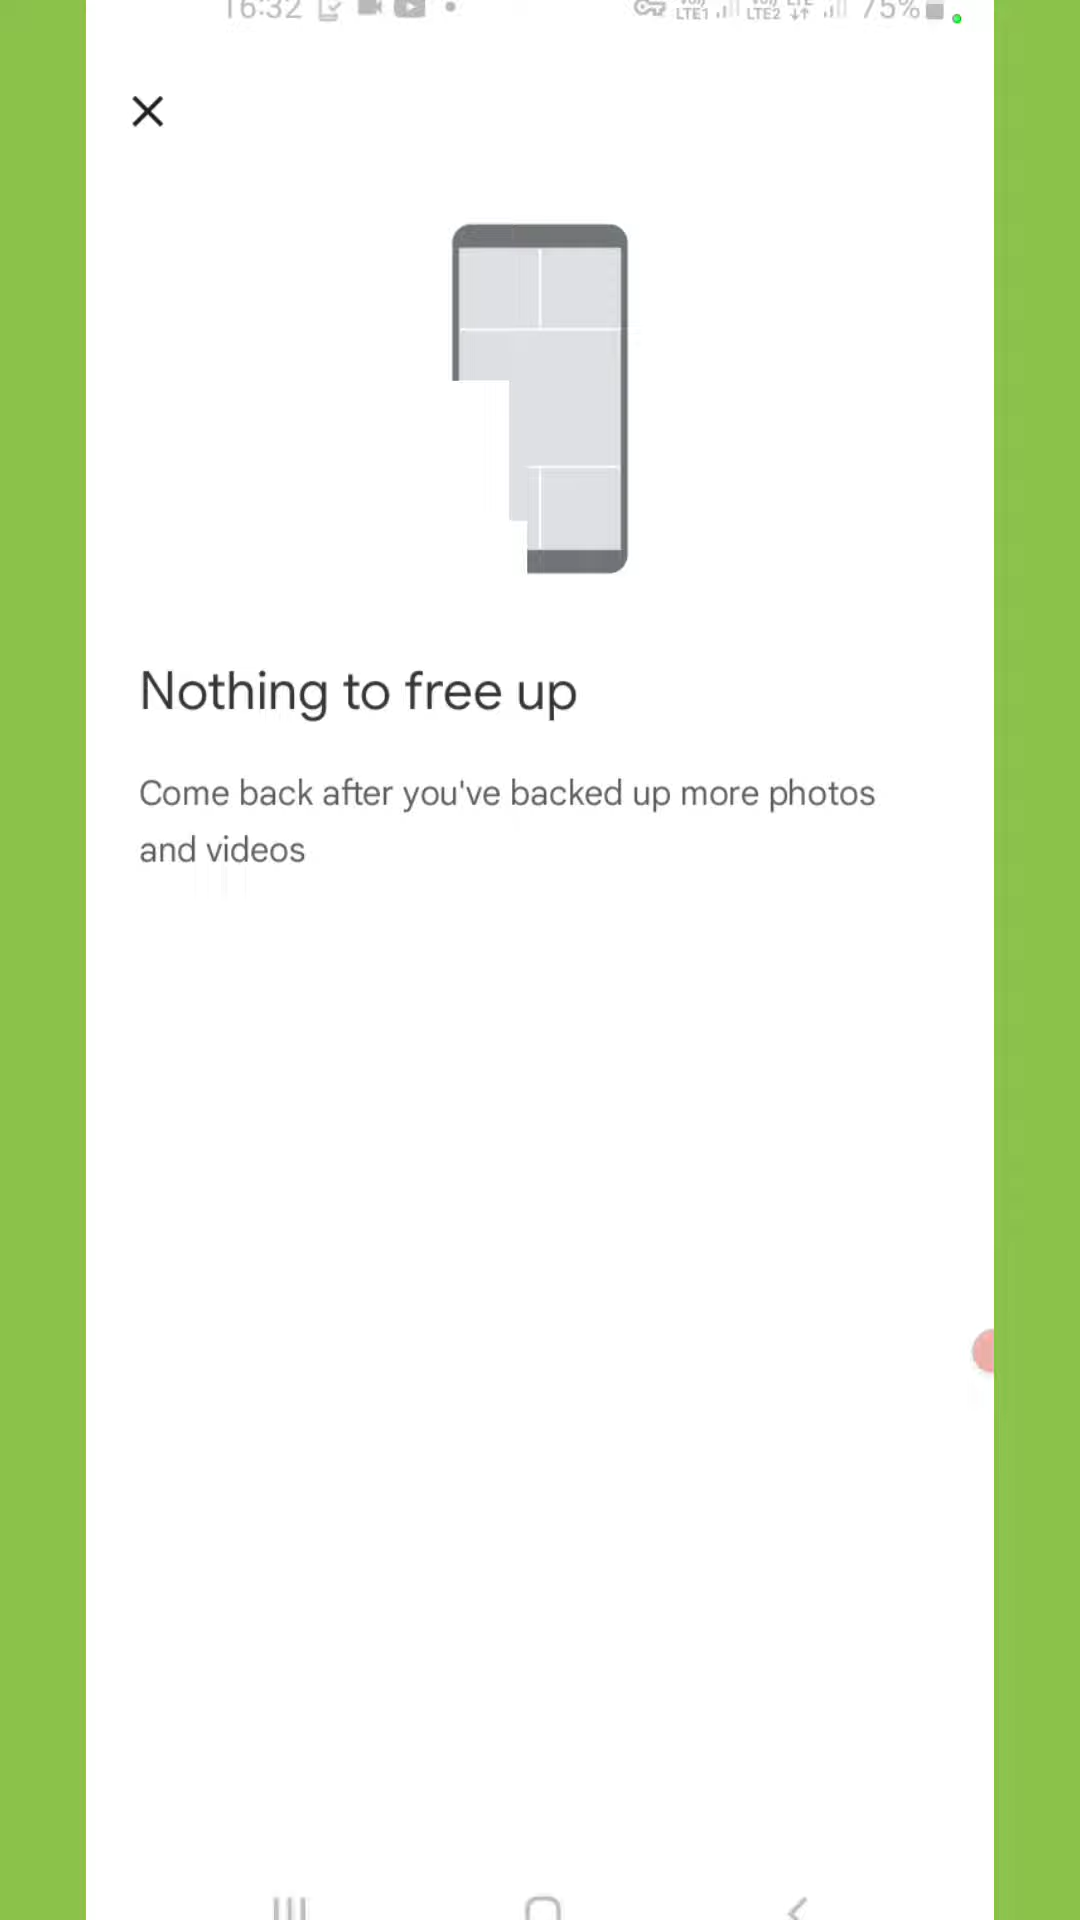 16:32 LTE1 LTE2 75%
Nothing to free up
Come back after you've backed up more photos
and videos